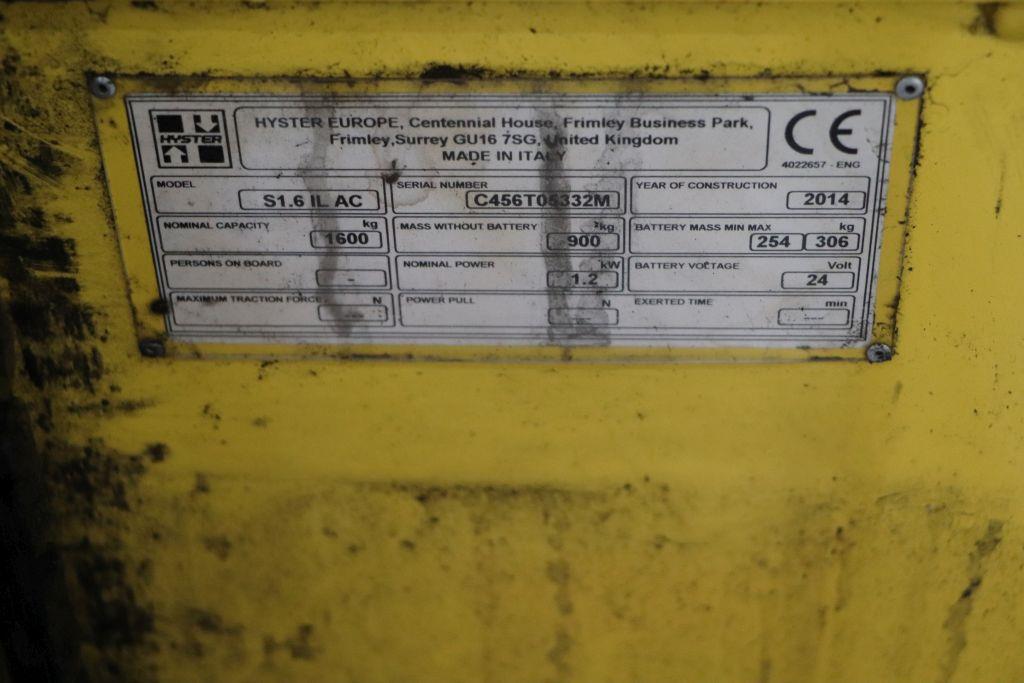 HYSTER
HYSTER EUROPE, Centennial House, Frimley Business Park,
Frimley,Surrey GU16 7SG, United Kingdom
MADE IN ITALY
CE
4022657 - ENG
MODEL
S1.6 IL AC
SERIAL NUMBER
C456T05332M
YEAR OF CONSTRUCTION
2014
NOMINAL CAPACITY kg
1600
MASS WITHOUT BATTERY kg
900
BATTERY MASS MIN MAX kg
254 306
PERSONS ON BOARD
-
NOMINAL POWER kW
1.2
BATTERY VOLTAGE Volt
24
MAXIMUM TRACTION FORCE N
---
POWER PULL N
EXERTED TIME min
---